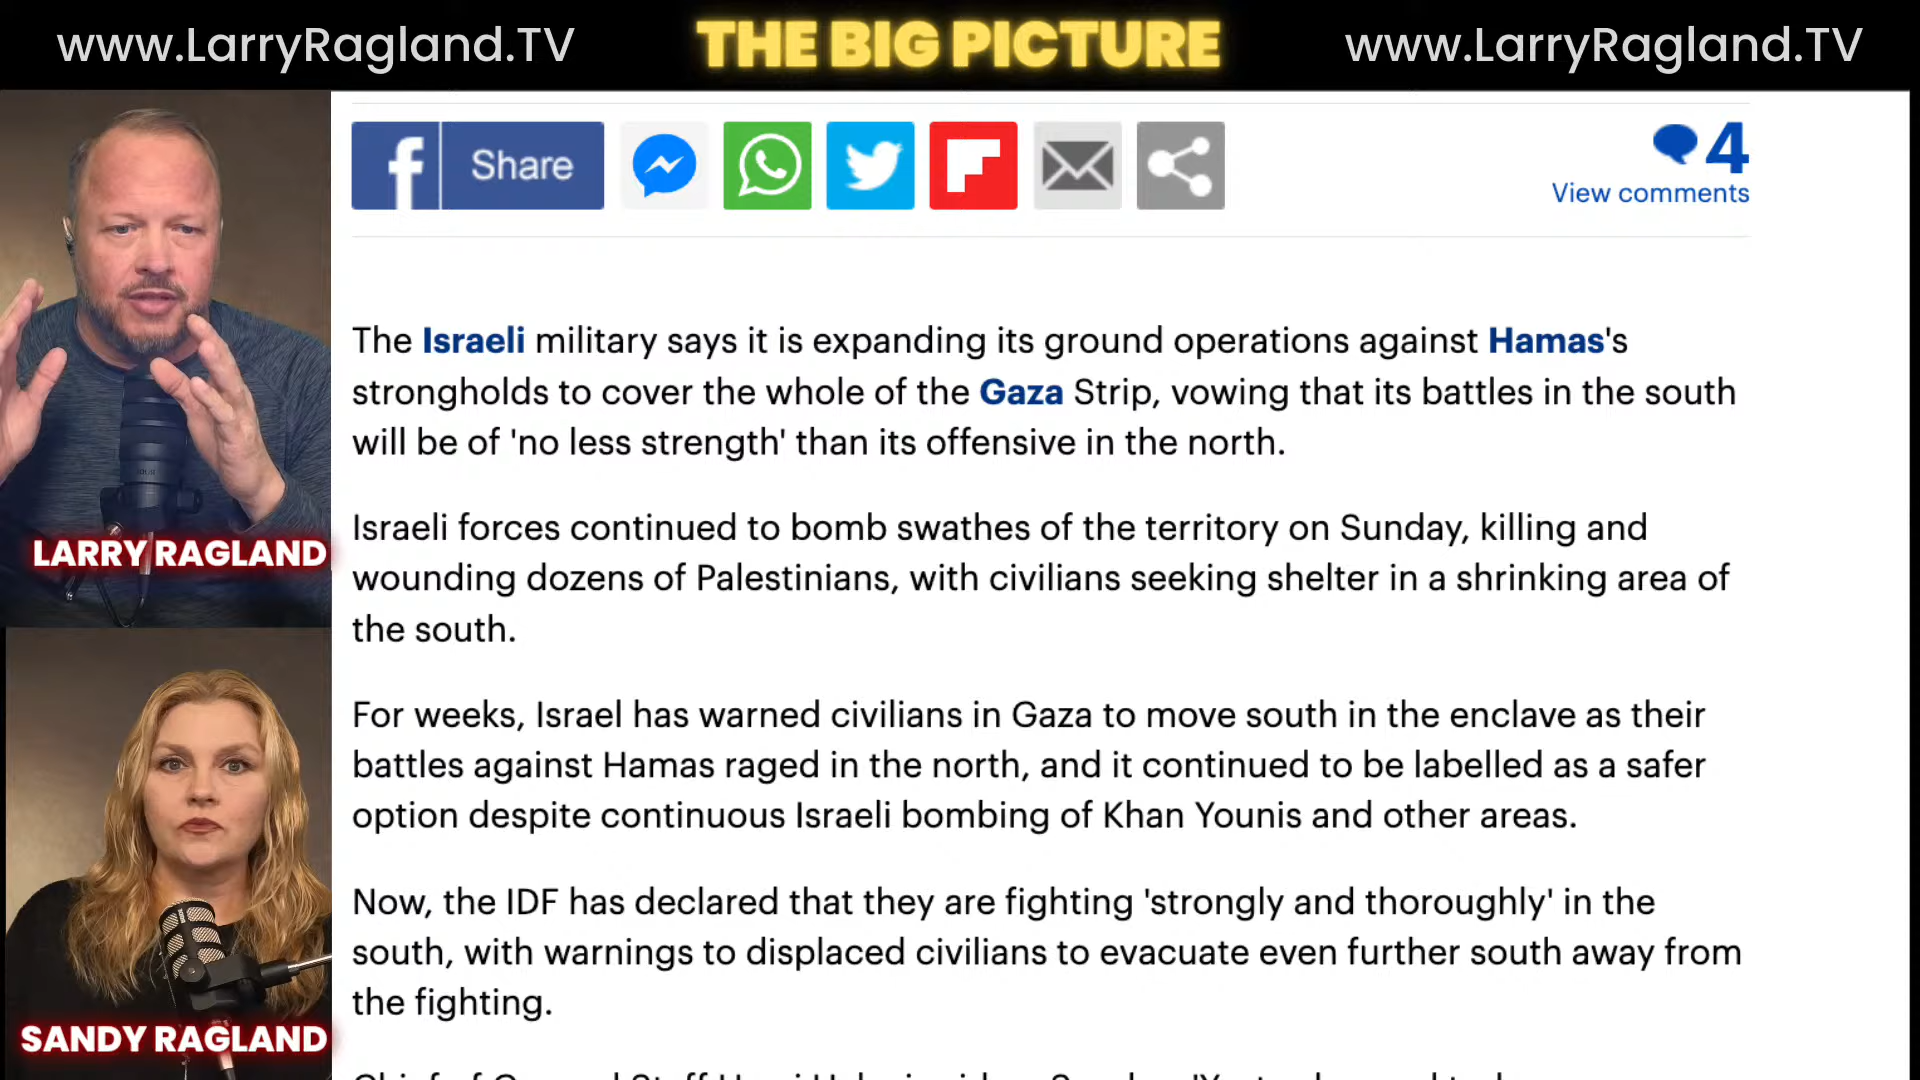 www.LarryRagland.TV
THE BIG PICTURE
www.LarryRagland.TV
Share
4
View comments
The Israeli military says it is expanding its ground operations against Hamas's
strongholds to cover the whole of the Gaza Strip, vowing that its battles in the south
will be of 'no less strength' than its offensive in the north.
Israeli forces continued to bomb swathes of the territory on Sunday, killing and
wounding dozens of Palestinians, with civilians seeking shelter in a shrinking area of
the south.
For weeks, Israel has warned civilians in Gaza to move south in the enclave as their
battles against Hamas raged in the north, and it continued to be labelled as a safer
option despite continuous Israeli bombing of Khan Younis and other areas.
Now, the IDF has declared that they are fighting 'strongly and thoroughly' in the
south, with warnings to displaced civilians to evacuate even further south away from
the fighting.
LARRY RAGLAND
SANDY RAGLAND